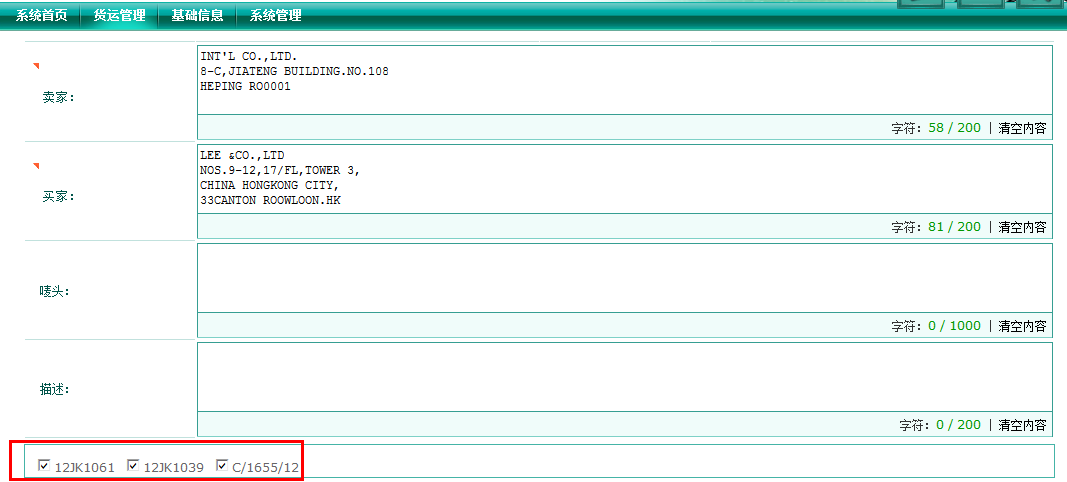 系统首页 货运管理 基础信息 系统管理
卖家：
INT'L CO.,LTD.
8-C,JIATENG BUILDING.NO.108
HEPING RO0001
字符：58 / 200 | 清空内容
买家：
LEE &CO.,LTD
NOS.9-12,17/FL,TOWER 3,
CHINA HONGKONG CITY,
33CANTON ROOWLOON.HK
字符：81 / 200 | 清空内容
唛头：
字符：0 / 1000 | 清空内容
描述：
字符：0 / 200 | 清空内容
12JK1061 12JK1039 C/1655/12